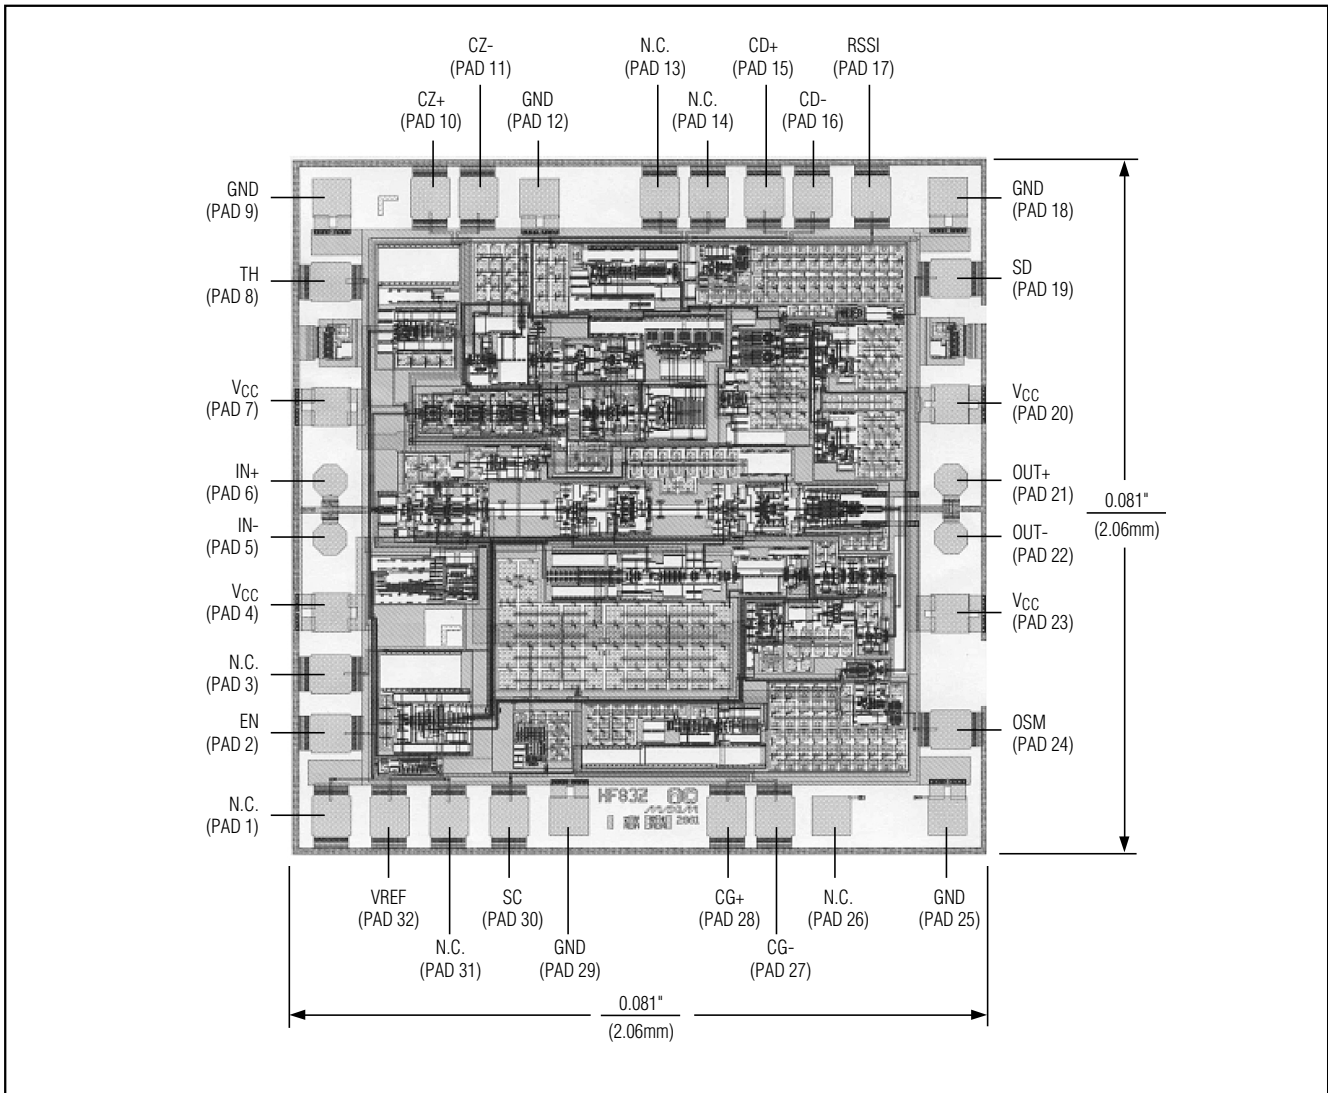 CZ-
(PAD 11)
N.C.
(PAD 13)
CD+
(PAD 15)
RSSI
(PAD 17)
CZ+
(PAD 10)
GND
(PAD 12)
N.C.
(PAD 14)
CD-
(PAD 16)
GND
(PAD 9)
GND
(PAD 18)
TH
(PAD 8)
SD
(PAD 19)
VCC
(PAD 7)
VCC
(PAD 20)
IN+
(PAD 6)
OUT+
(PAD 21)
0.081"
(2.06mm)
IN-
(PAD 5)
OUT-
(PAD 22)
VCC
(PAD 4)
VCC
(PAD 23)
N.C.
(PAD 3)
EN
(PAD 2)
OSM
(PAD 24)
N.C.
(PAD 1)
HF83Z
2001
VREF
(PAD 32)
SC
(PAD 30)
CG+
(PAD 28)
N.C.
(PAD 26)
GND
(PAD 25)
N.C.
(PAD 31)
GND
(PAD 29)
CG-
(PAD 27)
0.081"
(2.06mm)